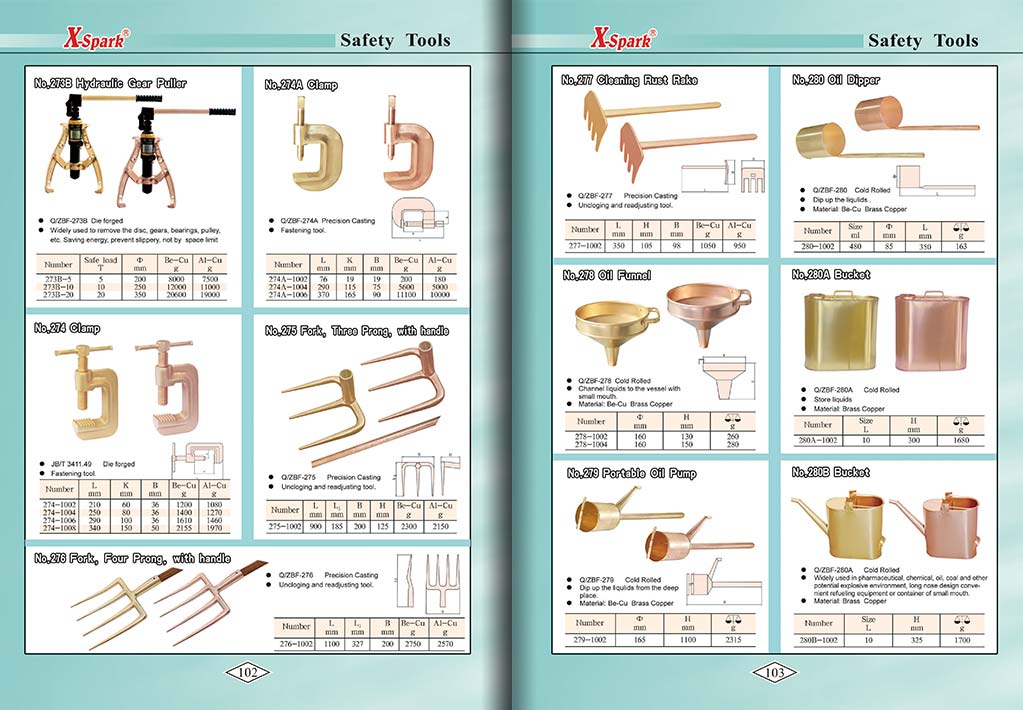 X-Spark®
Safety Tools
No.273B Hydraulic Gear Puller
Q/ZBF-273B Die forged
Widely used to remove the disc, gears, bearings, pulley,
etc. Saving energy, prevent slippery, not by space limit
Number Safe load T Φ mm Be-Cu g Al-Cu g
273B-5 5 200 8000 7500
273B-10 10 250 12000 11000
273B-20 20 350 20600 19000
No.274A Clamp
Q/ZBF-274A Precision Casting
Fastening tool.
Number L mm K mm B mm Be-Cu g Al-Cu g
274A-1002 76 19 19 200 180
274A-1004 290 115 75 5600 5000
274A-1006 370 165 90 11100 10000
No.274 Clamp
JB/T 3411.49 Die forged
Fastening tool.
Number L mm K mm B mm Be-Cu g Al-Cu g
274-1002 210 60 36 1200 1080
274-1004 250 80 36 1400 1270
274-1006 290 100 36 1610 1460
274-1008 340 150 50 2155 1970
No.275 Fork, Three Prong, with handle
Q/ZBF-275 Precision Casting
Uncloging and readjusting tool.
Number L mm L₁ mm B mm H mm Be-Cu g Al-Cu g
275-1002 900 185 200 125 2300 2150
No.276 Fork, Four Prong, with handle
Q/ZBF-276 Precision Casting
Uncloging and readjusting tool.
Number L mm L₁ mm B mm Be-Cu g Al-Cu g
276-1002 1100 327 200 2750 2570
102
X-Spark®
Safety Tools
No.277 Cleaning Rust Rake
Q/ZBF-277 Precision Casting
Uncloging and readjusting tool.
Number L mm H mm B mm Be-Cu g Al-Cu g
277-1002 350 105 98 1050 950
No.280 Oil Dipper
Q/ZBF-280 Cold Rolled
Dip up the liquids.
Material: Be-Cu Brass Copper
Number Size ml Φ mm L mm g
280-1002 480 85 350 163
No.278 Oil Funnel
Q/ZBF-278 Cold Rolled
Channel liquids to the vessel with
small mouth.
Material: Be-Cu Brass Copper
Number Φ mm H mm g
278-1002 160 130 260
278-1004 160 150 280
No.280A Bucket
Q/ZBF-280A Cold Rolled
Store liquids
Material: Brass Copper
Number Size L H mm g
280A-1002 10 300 1680
No.279 Portable Oil Pump
Q/ZBF-279 Cold Rolled
Dip up the liquids from the deep
place.
Material: Be-Cu Brass Copper
Number Φ mm H mm g
279-1002 165 1100 2315
No.280B Bucket
Q/ZBF-280A Cold Rolled
Widely used in pharmaceutical, chemical, oil, coal and other
potential explosive environment, long nose design conve-
nient refueling equipment or container of small mouth.
Material: Brass Copper
Number Size L H mm g
280B-1002 10 325 1700
103